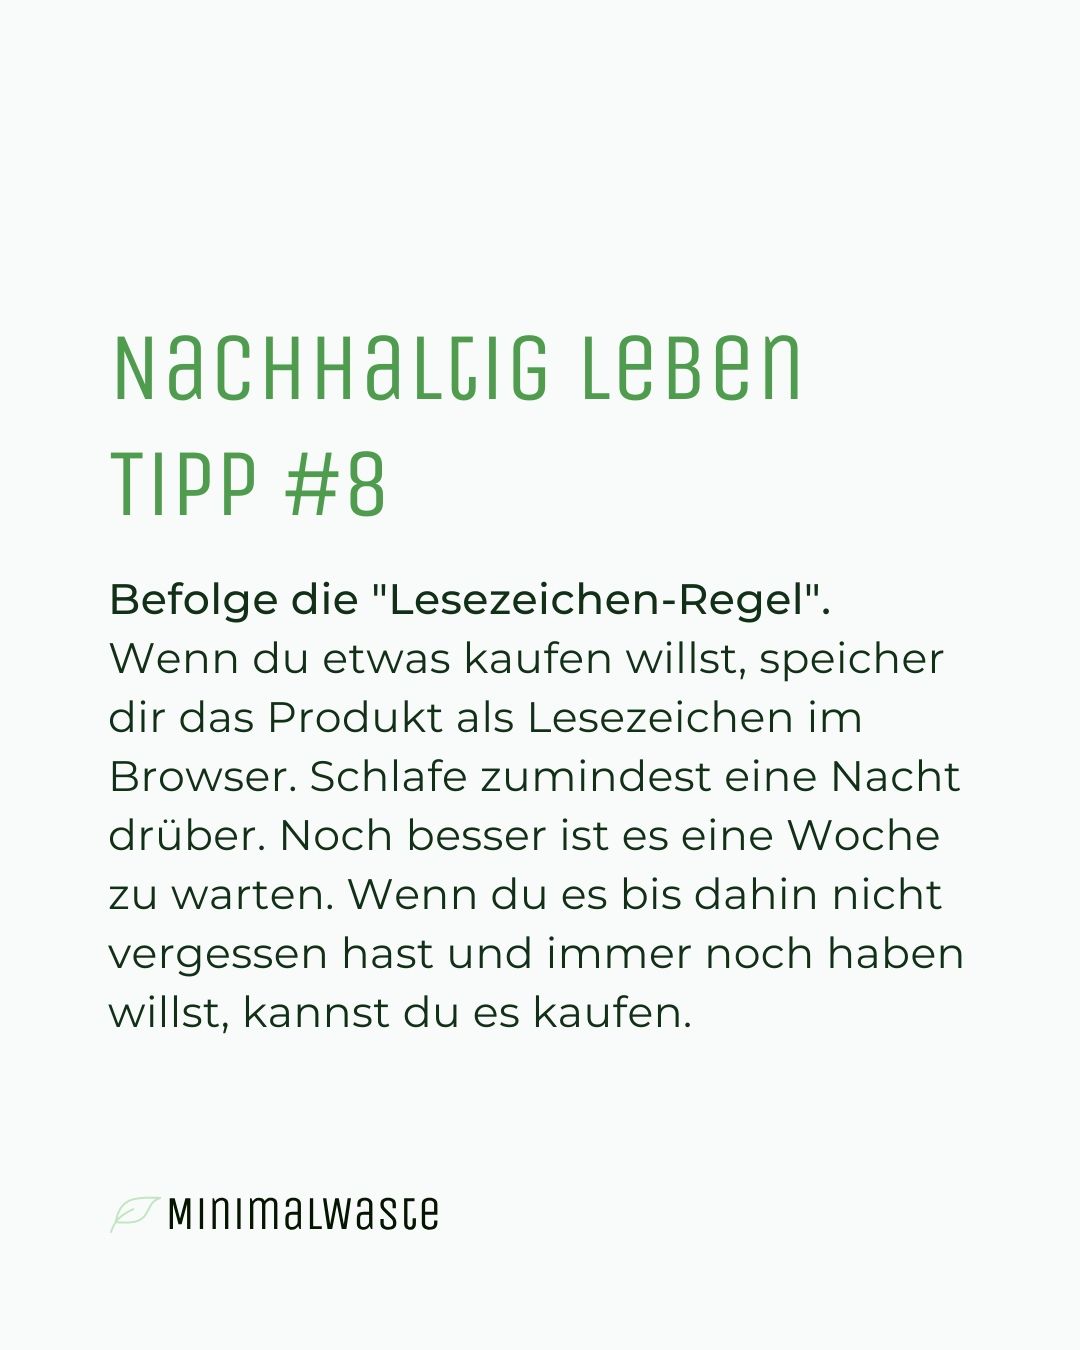 Nachhaltig leben
Tipp #8
Befolge die "Lesezeichen-Regel".
Wenn du etwas kaufen willst, speicher
dir das Produkt als Lesezeichen im
Browser. Schlafe zumindest eine Nacht
drüber. Noch besser ist es eine Woche
zu warten. Wenn du es bis dahin nicht
vergessen hast und immer noch haben
willst, kannst du es kaufen.
Minimalwaste